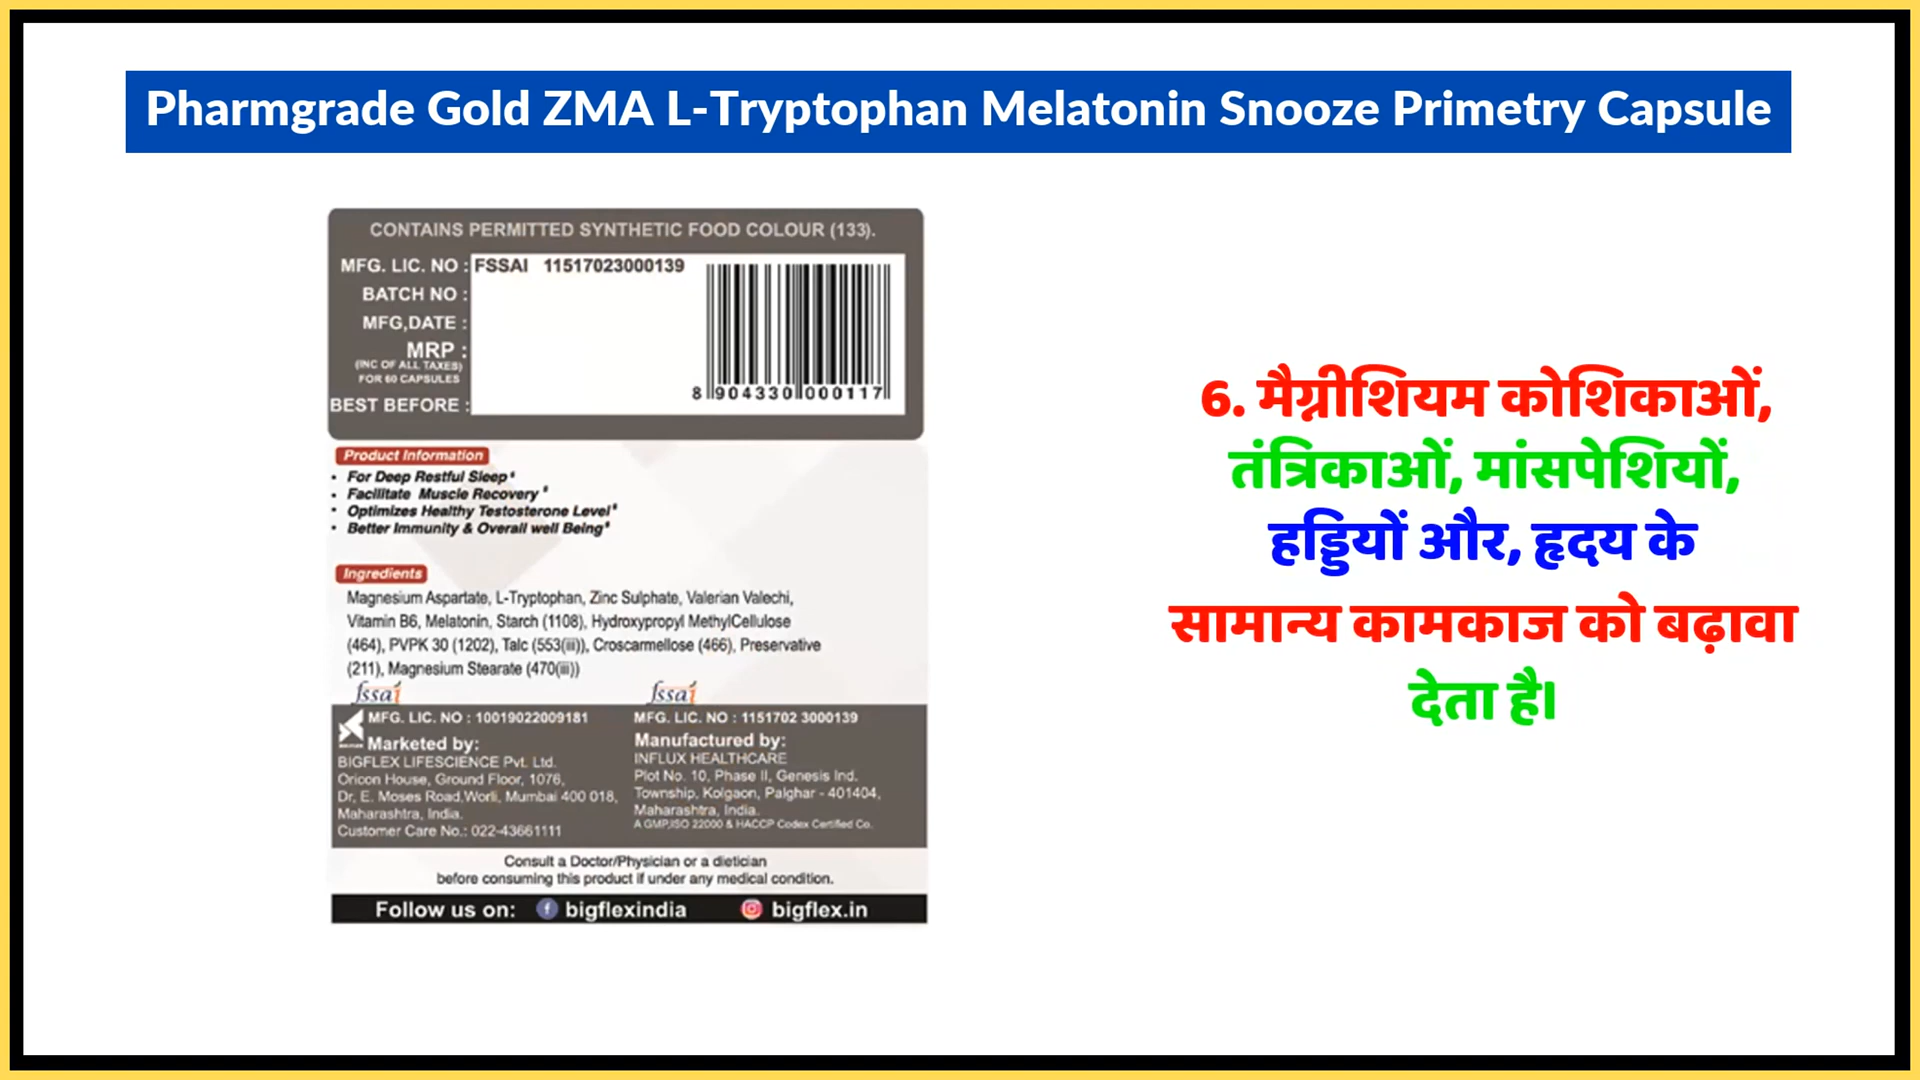 Pharmgrade Gold ZMA L-Tryptophan Melatonin Snooze Primetry Capsule
CONTAINS PERMITTED SYNTHETIC FOOD COLOUR (133).
MFG. LIC. NO : FSSAI 11517023000139
BATCH NO :
MFG,DATE :
MRP :
(INC OF ALL TAXES)
FOR 60 CAPSULES
BEST BEFORE :
8 904330 000117
Product Information
• For Deep Restful Sleep
• Facilitate Muscle Recovery
• Optimizes Healthy Testosterone Level
• Better Immunity & Overall well Being
Ingredients
Magnesium Aspartate, L-Tryptophan, Zinc Sulphate, Valerian Valechi,
Vitamin B6, Melatonin, Starch (1108), Hydroxypropyl MethylCellulose
(464), PVPK 30 (1202), Talc (553(iii)), Croscarmellose (466), Preservative
(211), Magnesium Stearate (470(iii))
fssai
MFG. LIC. NO : 10019022009181
Marketed by:
BIGFLEX LIFESCIENCE Pvt. Ltd.
Oricon House, Ground Floor, 1076,
Dr, E. Moses Road,Worli, Mumbai 400 018,
Maharashtra, India.
Customer Care No.: 022-43661111
fssai
MFG. LIC. NO : 1151702 3000139
Manufactured by:
INFLUX HEALTHCARE
Plot No. 10, Phase II, Genesis Ind.
Township, Kolgaon, Palghar - 401404,
Maharashtra, India.
A GMP,ISO 22000 & HACCP Codex Certified Co.
Consult a Doctor/Physician or a dietician
before consuming this product if under any medical condition.
Follow us on: bigflexindia bigflex.in
6. मैग्नीशियम कोशिकाओं,
तंत्रिकाओं, मांसपेशियों,
हड्डियों और, हृदय के
सामान्य कामकाज को बढ़ावा
देता है।